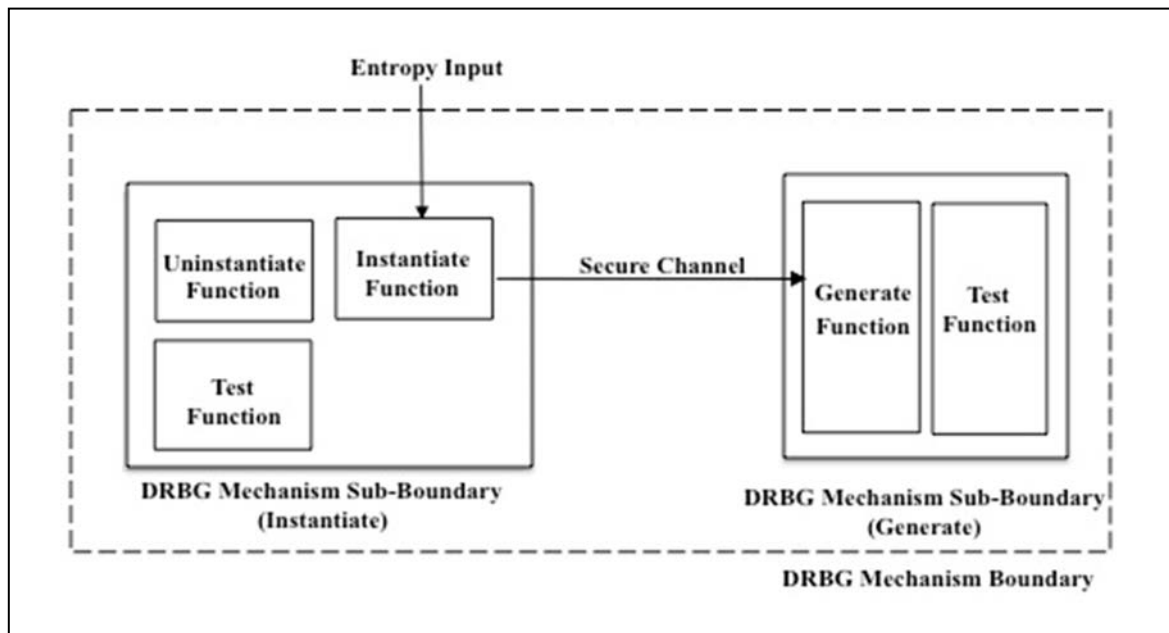 Entropy Input
Uninstantiate
Function
Instantiate
Function
Test
Function
Secure Channel
Generate
Function
Test
Function
DRBG Mechanism Sub-Boundary
(Instantiate)
DRBG Mechanism Sub-Boundary
(Generate)
DRBG Mechanism Boundary